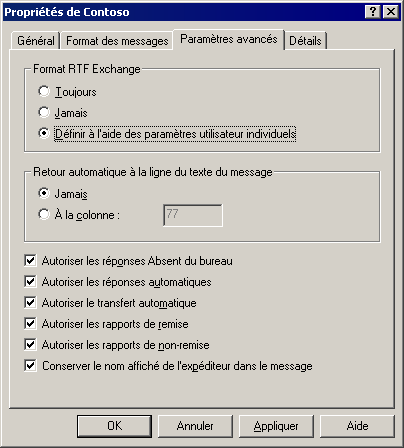 Propriétés de Contoso
Général Format des messages Paramètres avancés Détails
Format RTF Exchange
Toujours
Jamais
Définir à l'aide des paramètres utilisateur individuels
Retour automatique à la ligne du texte du message
Jamais
À la colonne : 77
Autoriser les réponses Absent du bureau
Autoriser les réponses automatiques
Autoriser le transfert automatique
Autoriser les rapports de remise
Autoriser les rapports de non-remise
Conserver le nom affiché de l'expéditeur dans le message
OK Annuler Appliquer Aide